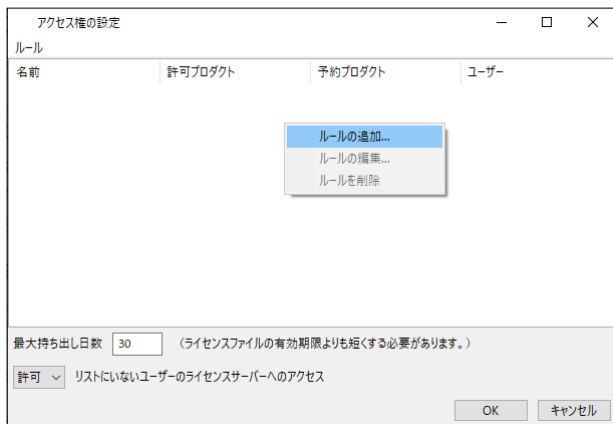 アクセス権の設定
ルール
名前 許可プロダクト 予約プロダクト ユーザー
ルールの追加...
ルールの編集...
ルールを削除
最大持ち出し日数 30 (ライセンスファイルの有効期限よりも短くする必要があります。)
許可 リストにいないユーザーのライセンスサーバーへのアクセス
OK キャンセル